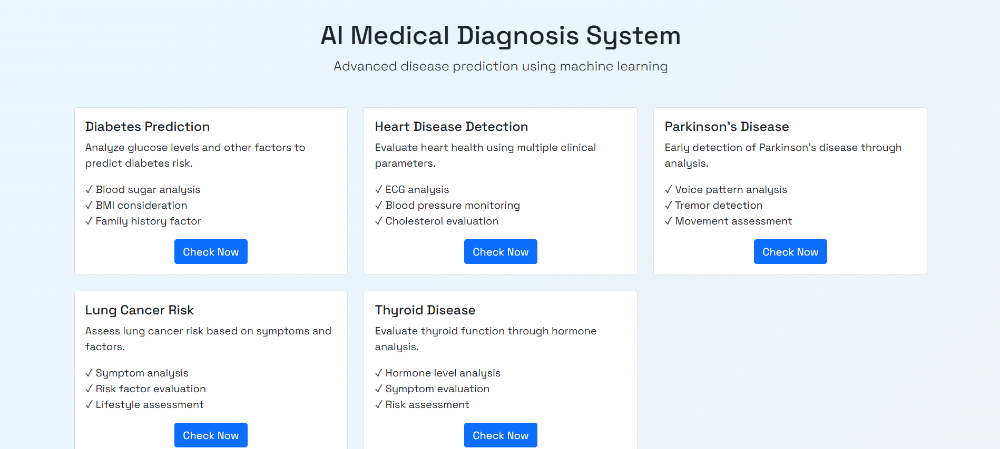 AI Medical Diagnosis System
Advanced disease prediction using machine learning
Diabetes Prediction
Analyze glucose levels and other factors to
predict diabetes risk.
✓ Blood sugar analysis
✓ BMI consideration
✓ Family history factor
Check Now
Heart Disease Detection
Evaluate heart health using multiple clinical
parameters.
✓ ECG analysis
✓ Blood pressure monitoring
✓ Cholesterol evaluation
Check Now
Parkinson's Disease
Early detection of Parkinson's disease through
analysis.
✓ Voice pattern analysis
✓ Tremor detection
✓ Movement assessment
Check Now
Lung Cancer Risk
Assess lung cancer risk based on symptoms and
factors.
✓ Symptom analysis
✓ Risk factor evaluation
✓ Lifestyle assessment
Check Now
Thyroid Disease
Evaluate thyroid function through hormone
analysis.
✓ Hormone level analysis
✓ Symptom evaluation
✓ Risk assessment
Check Now